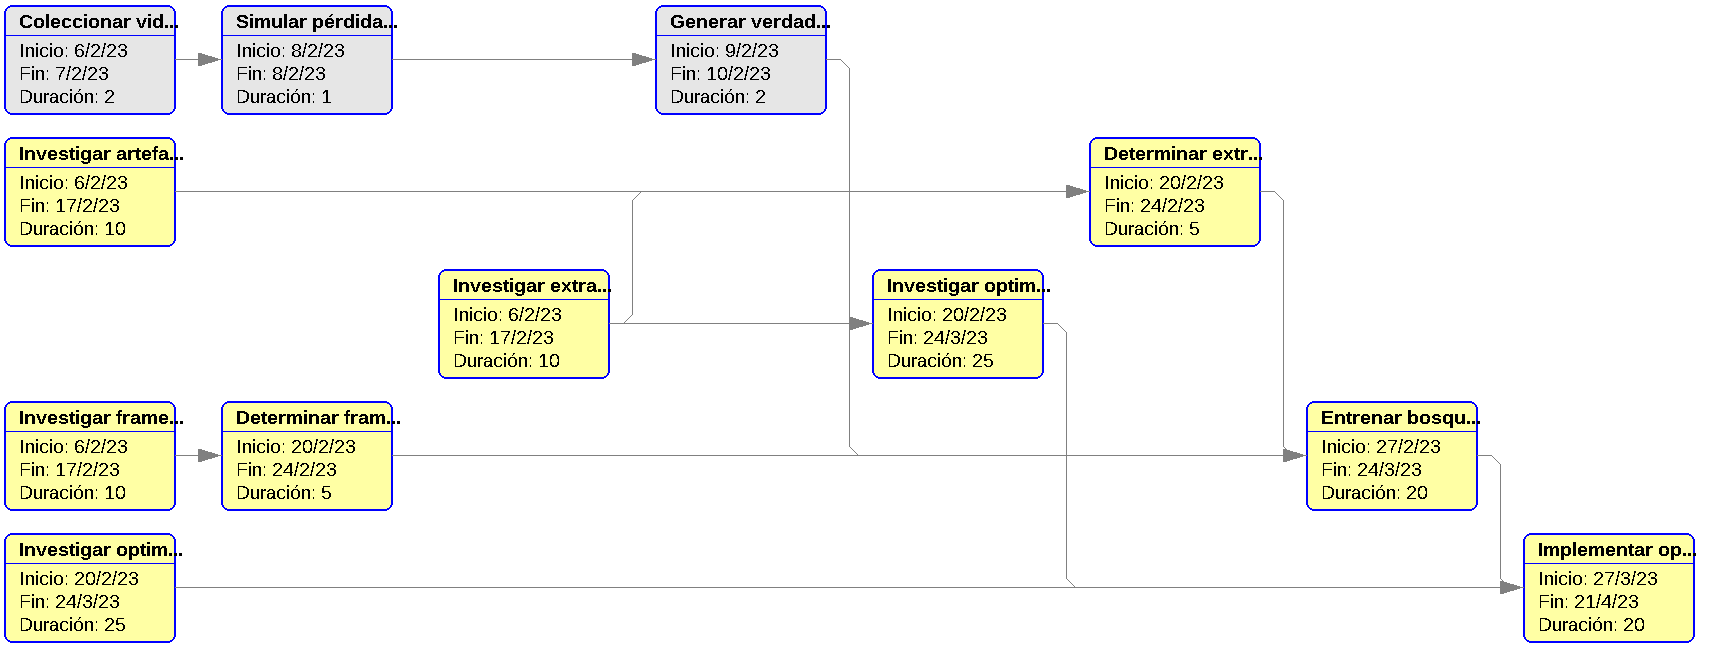 Coleccionar vid...
Inicio: 6/2/23
Fin: 7/2/23
Duración: 2
Simular pérdida...
Inicio: 8/2/23
Fin: 8/2/23
Duración: 1
Generar verdad...
Inicio: 9/2/23
Fin: 10/2/23
Duración: 2
Investigar artefa...
Inicio: 6/2/23
Fin: 17/2/23
Duración: 10
Determinar extr...
Inicio: 20/2/23
Fin: 24/2/23
Duración: 5
Investigar extra...
Inicio: 6/2/23
Fin: 17/2/23
Duración: 10
Investigar optim...
Inicio: 20/2/23
Fin: 24/3/23
Duración: 25
Investigar frame...
Inicio: 6/2/23
Fin: 17/2/23
Duración: 10
Determinar fram...
Inicio: 20/2/23
Fin: 24/2/23
Duración: 5
Entrenar bosqu...
Inicio: 27/2/23
Fin: 24/3/23
Duración: 20
Investigar optim...
Inicio: 20/2/23
Fin: 24/3/23
Duración: 25
Implementar op...
Inicio: 27/3/23
Fin: 21/4/23
Duración: 20